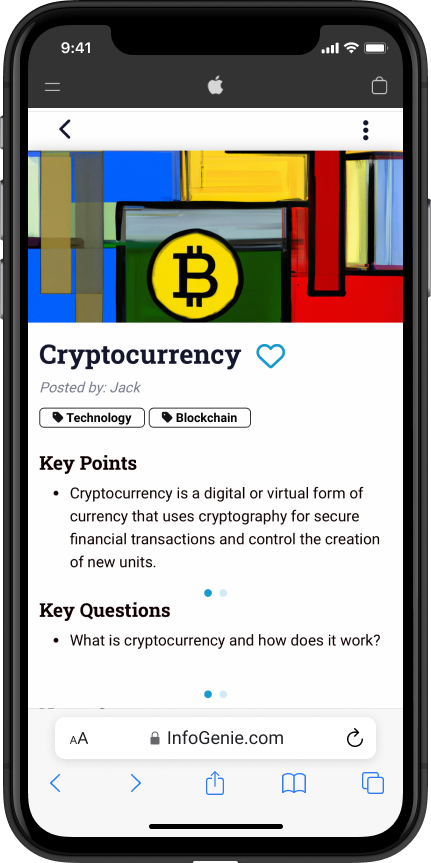 9:41
Cryptocurrency
Posted by: Jack
Technology Blockchain
Key Points
• Cryptocurrency is a digital or virtual form of
currency that uses cryptography for secure
financial transactions and control the creation
of new units.
Key Questions
• What is cryptocurrency and how does it work?
AA InfoGenie.com